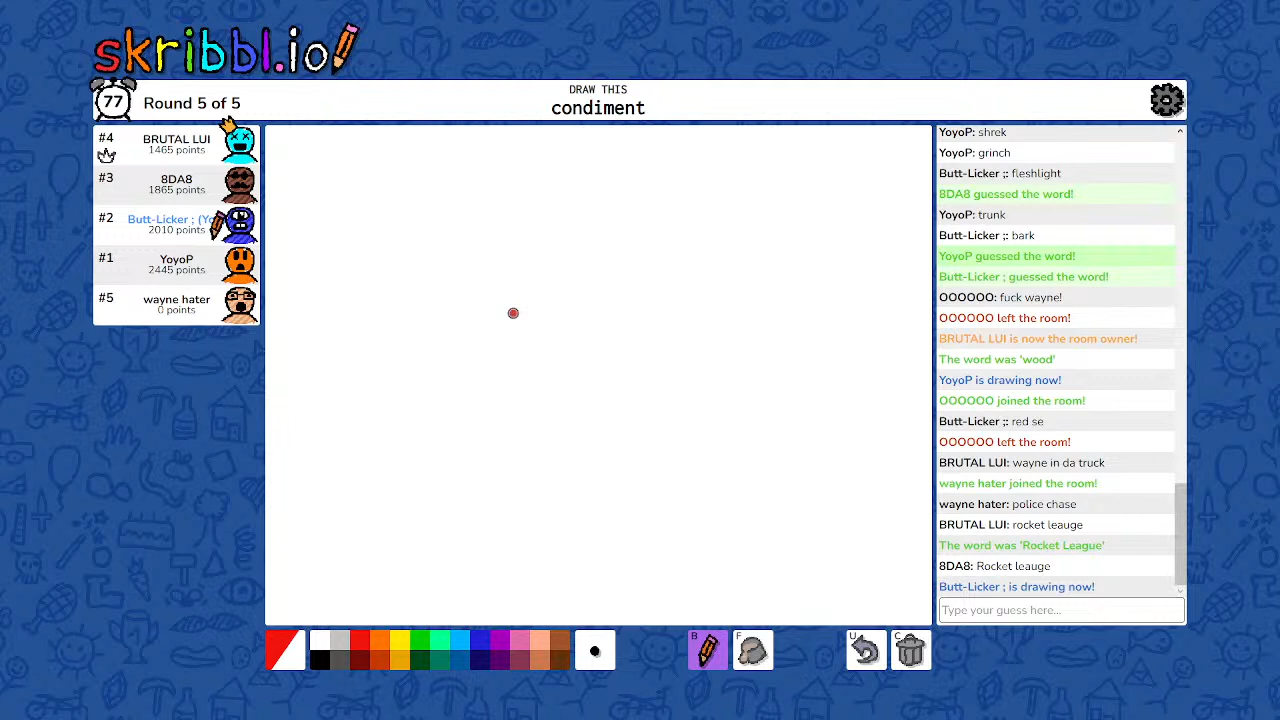 skribbl.io
77
Round 5 of 5
DRAW THIS
condiment
#4
BRUTAL LUI
1465 points
#3
8DA8
1865 points
#2
Butt-Licker ; (Yo
2010 points
#1
YoyoP
2445 points
#5
wayne hater
0 points
YoyoP: shrek
YoyoP: grinch
Butt-Licker ;: fleshlight
8DA8 guessed the word!
YoyoP: trunk
Butt-Licker ;: bark
YoyoP guessed the word!
Butt-Licker ; guessed the word!
OOOOOO: fuck wayne!
OOOOOO left the room!
BRUTAL LUI is now the room owner!
The word was 'wood'
YoyoP is drawing now!
OOOOOO joined the room!
Butt-Licker ;: red se
OOOOOO left the room!
BRUTAL LUI: wayne in da truck
wayne hater joined the room!
wayne hater: police chase
BRUTAL LUI: rocket leauge
The word was 'Rocket League'
8DA8: Rocket leauge
Butt-Licker ; is drawing now!
Type your guess here...
B
F
U
C